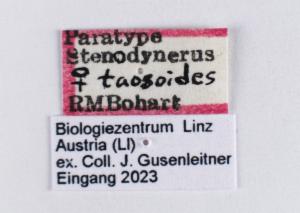 Paratype
Stenodynerus
♀ taosoides
RMBohart
Biologiezentrum Linz
Austria (LI)
ex. Coll. J. Gusenleitner
Eingang 2023